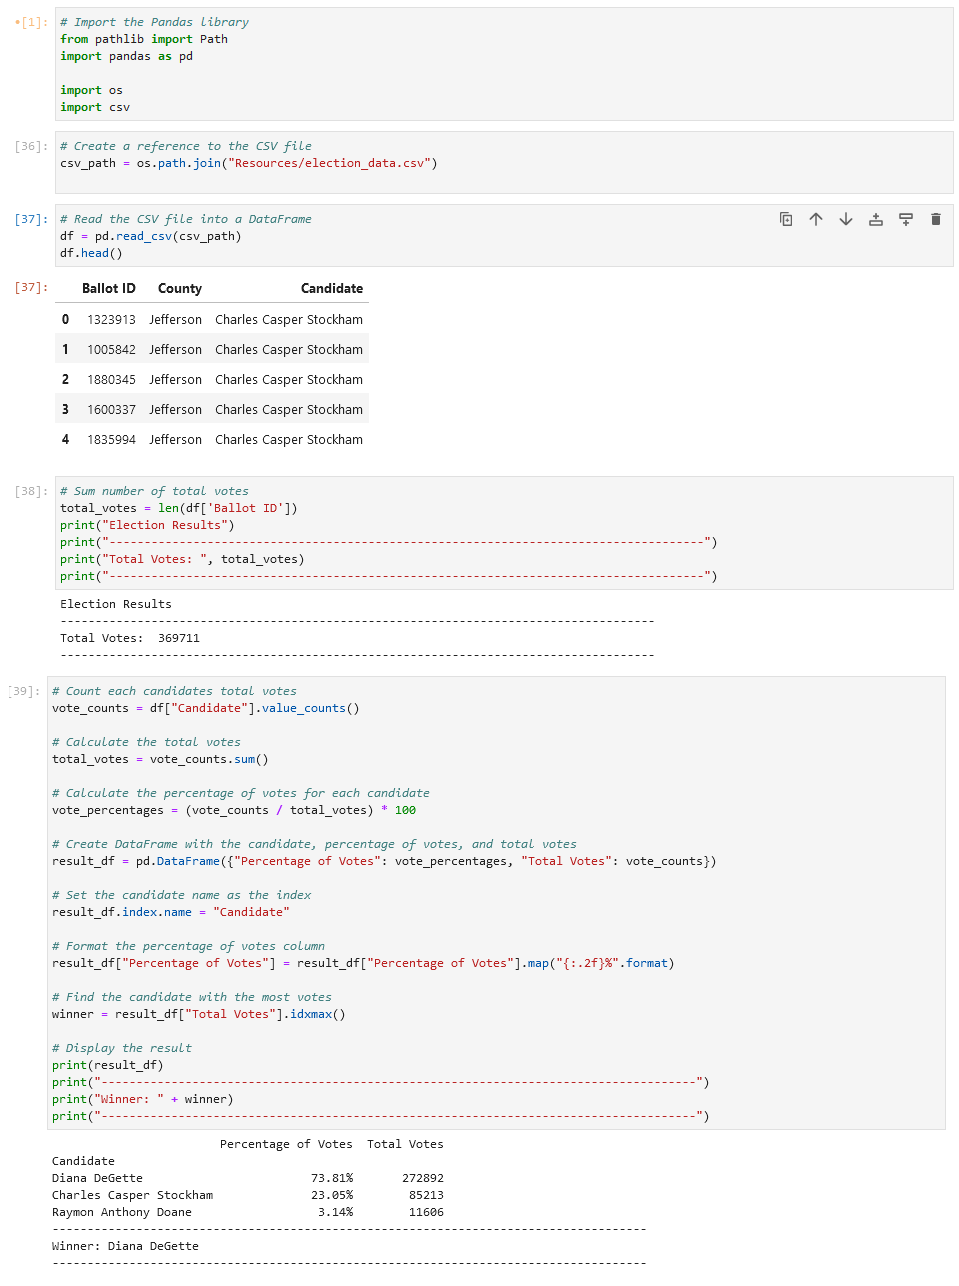 •[1]:
# Import the Pandas library
from pathlib import Path
import pandas as pd
import os
import csv
[36]:
# Create a reference to the CSV file
csv_path = os.path.join("Resources/election_data.csv")
[37]:
# Read the CSV file into a DataFrame
df = pd.read_csv(csv_path)
df.head()
[37]:
Ballot ID County Candidate
0 1323913 Jefferson Charles Casper Stockham
1 1005842 Jefferson Charles Casper Stockham
2 1880345 Jefferson Charles Casper Stockham
3 1600337 Jefferson Charles Casper Stockham
4 1835994 Jefferson Charles Casper Stockham
[38]:
# Sum number of total votes
total_votes = len(df['Ballot ID'])
print("Election Results")
print("-------------------------------------------------------------------------------------")
print("Total Votes: ", total_votes)
print("-------------------------------------------------------------------------------------")
Election Results
-------------------------------------------------------------------------------------
Total Votes:  369711
-------------------------------------------------------------------------------------
[39]:
# Count each candidates total votes
vote_counts = df["Candidate"].value_counts()
# Calculate the total votes
total_votes = vote_counts.sum()
# Calculate the percentage of votes for each candidate
vote_percentages = (vote_counts / total_votes) * 100
# Create DataFrame with the candidate, percentage of votes, and total votes
result_df = pd.DataFrame({"Percentage of Votes": vote_percentages, "Total Votes": vote_counts})
# Set the candidate name as the index
result_df.index.name = "Candidate"
# Format the percentage of votes column
result_df["Percentage of Votes"] = result_df["Percentage of Votes"].map("{:.2f}%".format)
# Find the candidate with the most votes
winner = result_df["Total Votes"].idxmax()
# Display the result
print(result_df)
print("-------------------------------------------------------------------------------------")
print("Winner: " + winner)
print("-------------------------------------------------------------------------------------")
Percentage of Votes  Total Votes
Candidate
Diana DeGette 73.81% 272892
Charles Casper Stockham 23.05% 85213
Raymon Anthony Doane 3.14% 11606
-------------------------------------------------------------------------------------
Winner: Diana DeGette
-------------------------------------------------------------------------------------